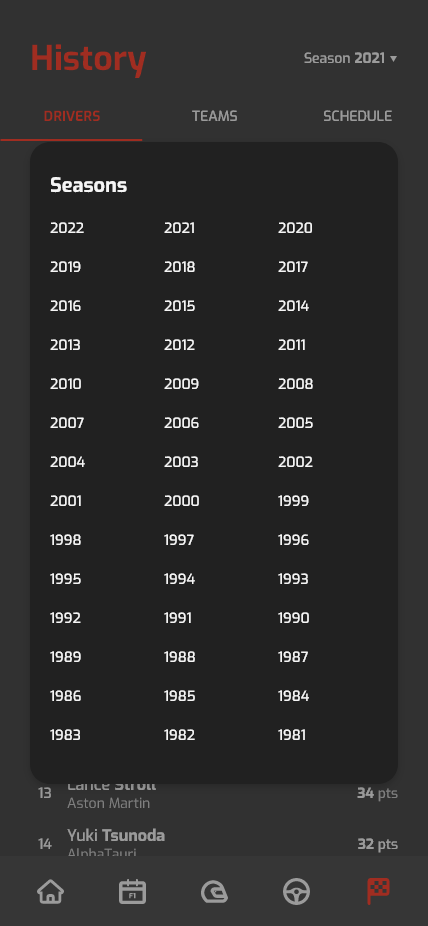 History
Season 2021 ▾
DRIVERS TEAMS SCHEDULE
Seasons
2022 2021 2020
2019 2018 2017
2016 2015 2014
2013 2012 2011
2010 2009 2008
2007 2006 2005
2004 2003 2002
2001 2000 1999
1998 1997 1996
1995 1994 1993
1992 1991 1990
1989 1988 1987
1986 1985 1984
1983 1982 1981
13 Lance Stroll 34 pts
Aston Martin
14 Yuki Tsunoda 32 pts
AlphaTauri
F1